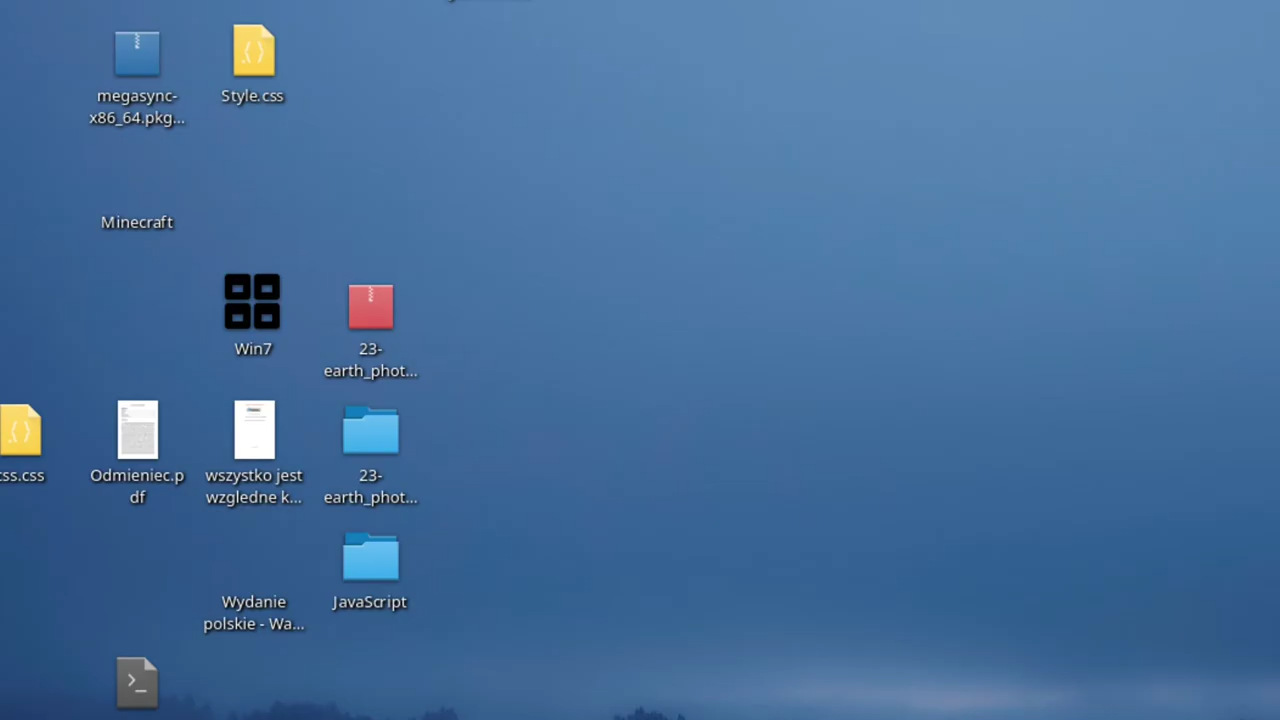 megasync-
x86_64.pkg...
Style.css
Minecraft
Win7
23-
earth_phot...
css.css
Odmieniec.p
df
wszystko jest
wzgledne k...
23-
earth_phot...
Wydanie
polskie - Wa...
JavaScript